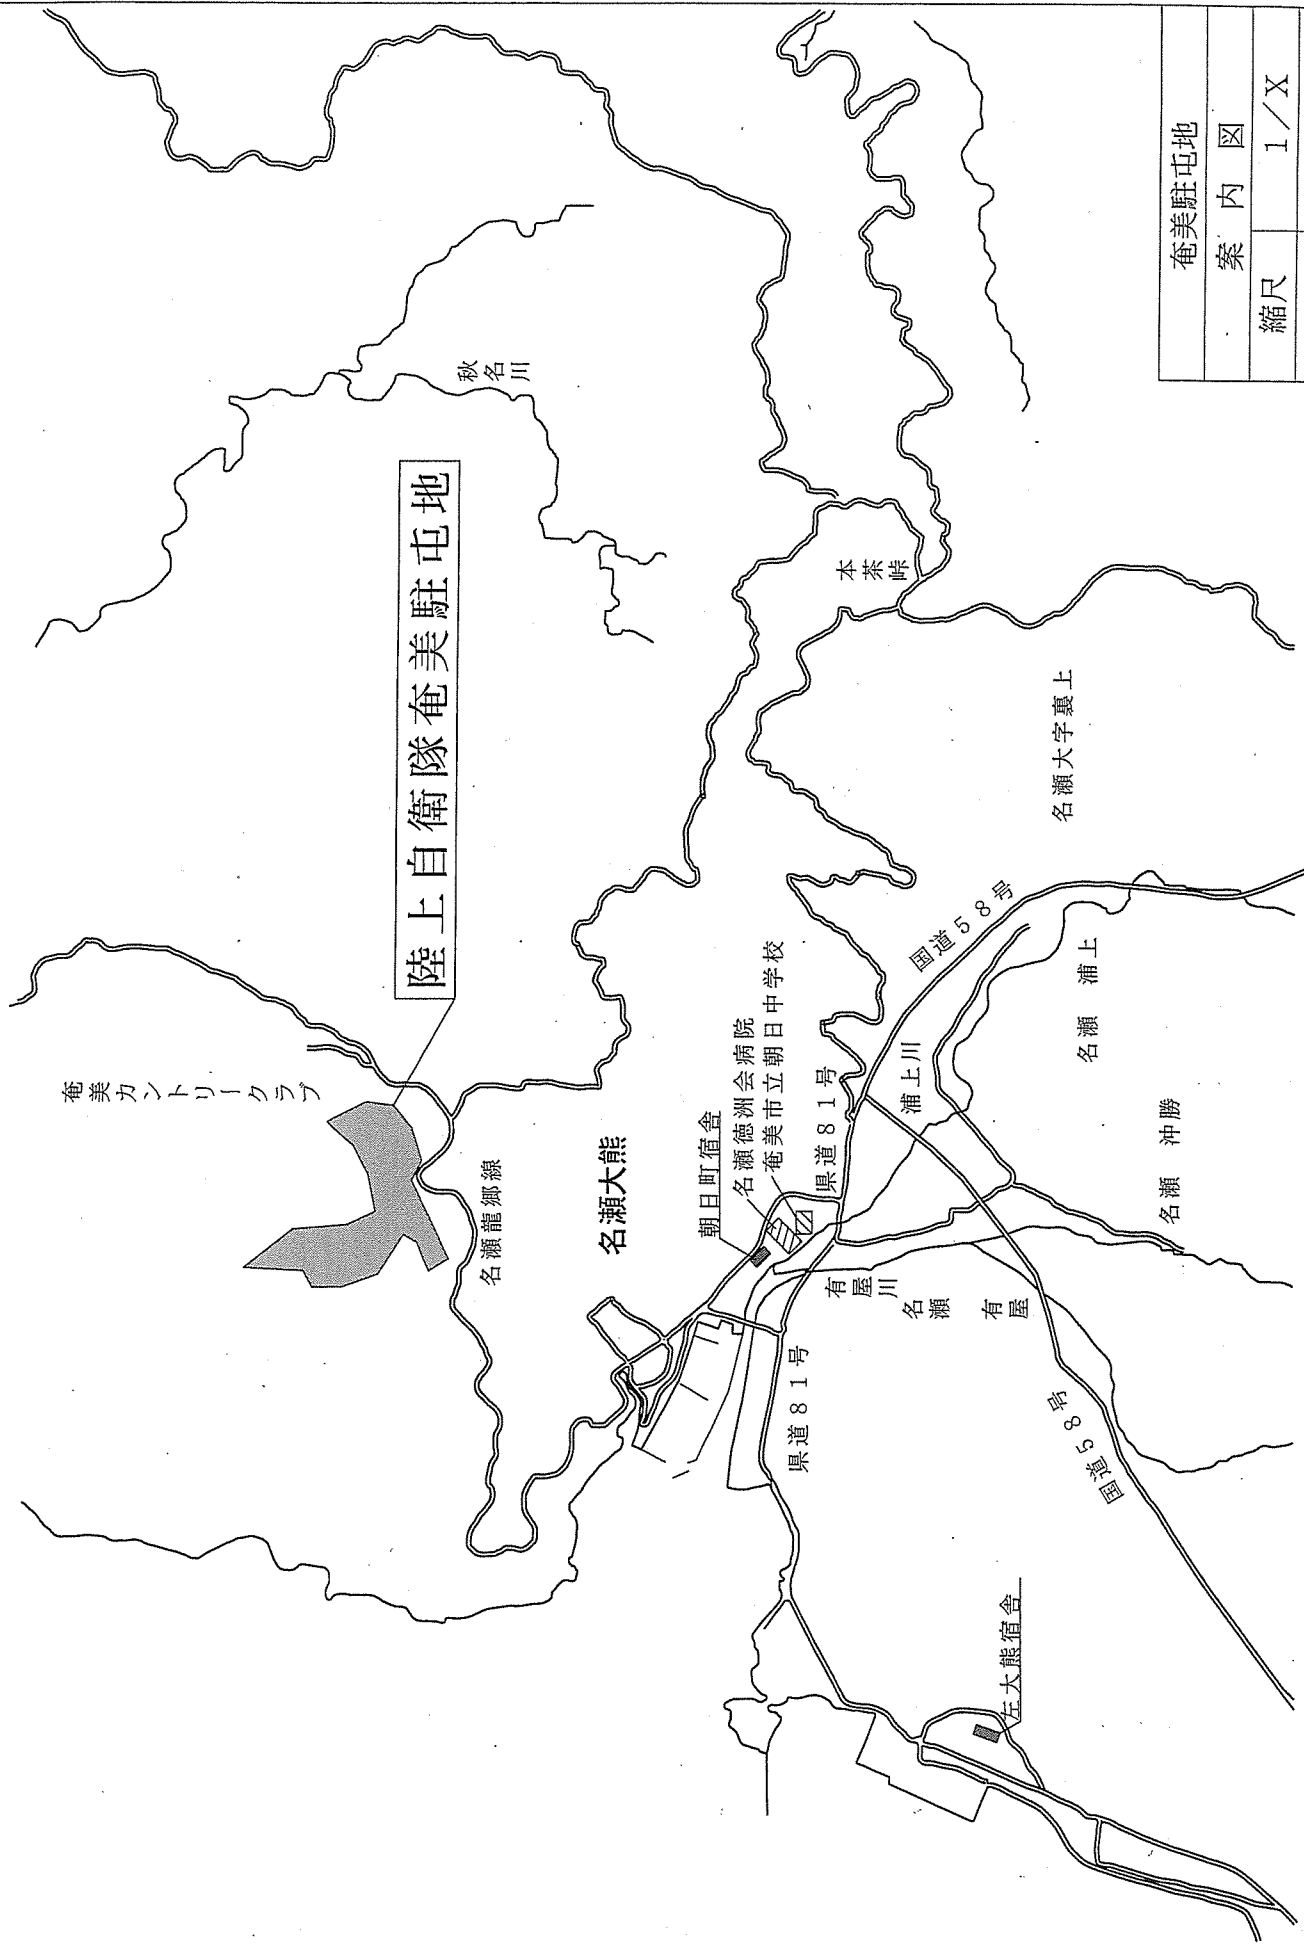 奄美カントリークラブ
陸上自衛隊奄美駐屯地
秋名川
名瀬龍郷線
名瀬大熊
朝日町宿舎
名瀬徳洲会病院
奄美市立朝日中学校
県道81号
本茶峠
国道58号
浦上川
有屋川
名瀬 有屋
県道81号
名瀬大字裏上
名瀬 浦上
名瀬 沖勝
国道58号
左大熊宿舎
奄美駐屯地
案内図
縮尺 1/X